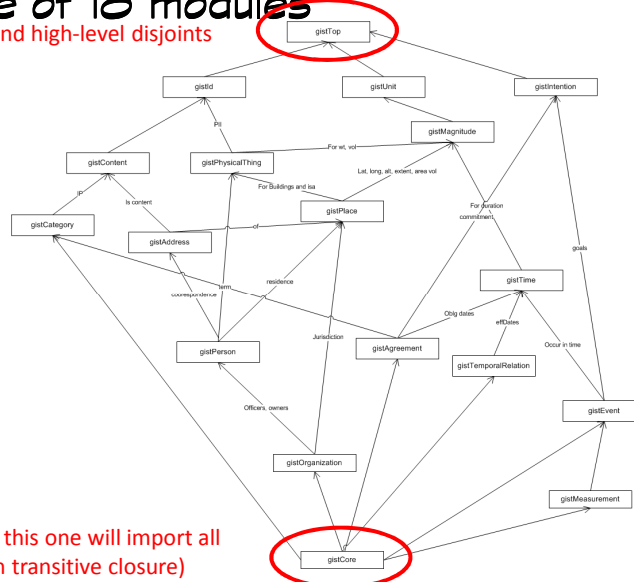 e of 18 modules
nd high-level disjoints
gistTop
gistId
gistUnit
gistIntention
PII
gistMagnitude
For wt, vol
gistContent
gistPhysicalThing
Lat, long, alt, extent, area vol
For Buildings and lsa
IP
Is content
gistPlace
For duration
commitment
gistCategory
of
gistAddress
goals
term
residence
correspondence
gistTime
Oblg dates
effDates
Jurisdiction
gistPerson
gistAgreement
Occur in time
gistTemporalRelation
Officers, owners
gistEvent
gistOrganization
gistMeasurement
this one will import all
gistCore
n transitive closure)